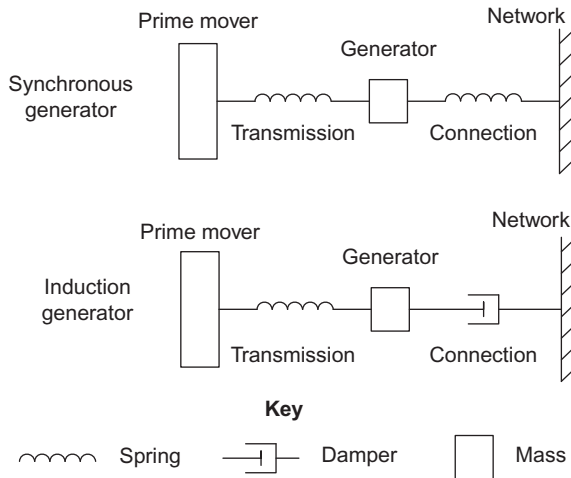 Prime mover
Network
Generator
Synchronous
generator
Transmission
Connection
Network
Prime mover
Generator
Induction
generator
Transmission
Connection
Key
Spring
Damper
Mass